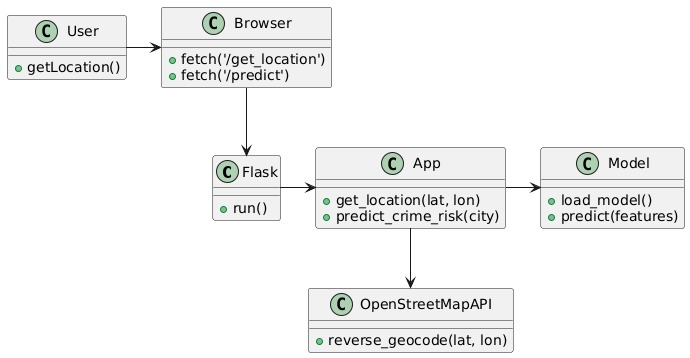 C User
getLocation()
C Browser
fetch('/get_location')
fetch('/predict')
C Flask
run()
C App
get_location(lat, lon)
predict_crime_risk(city)
C Model
load_model()
predict(features)
C OpenStreetMapAPI
reverse_geocode(lat, lon)